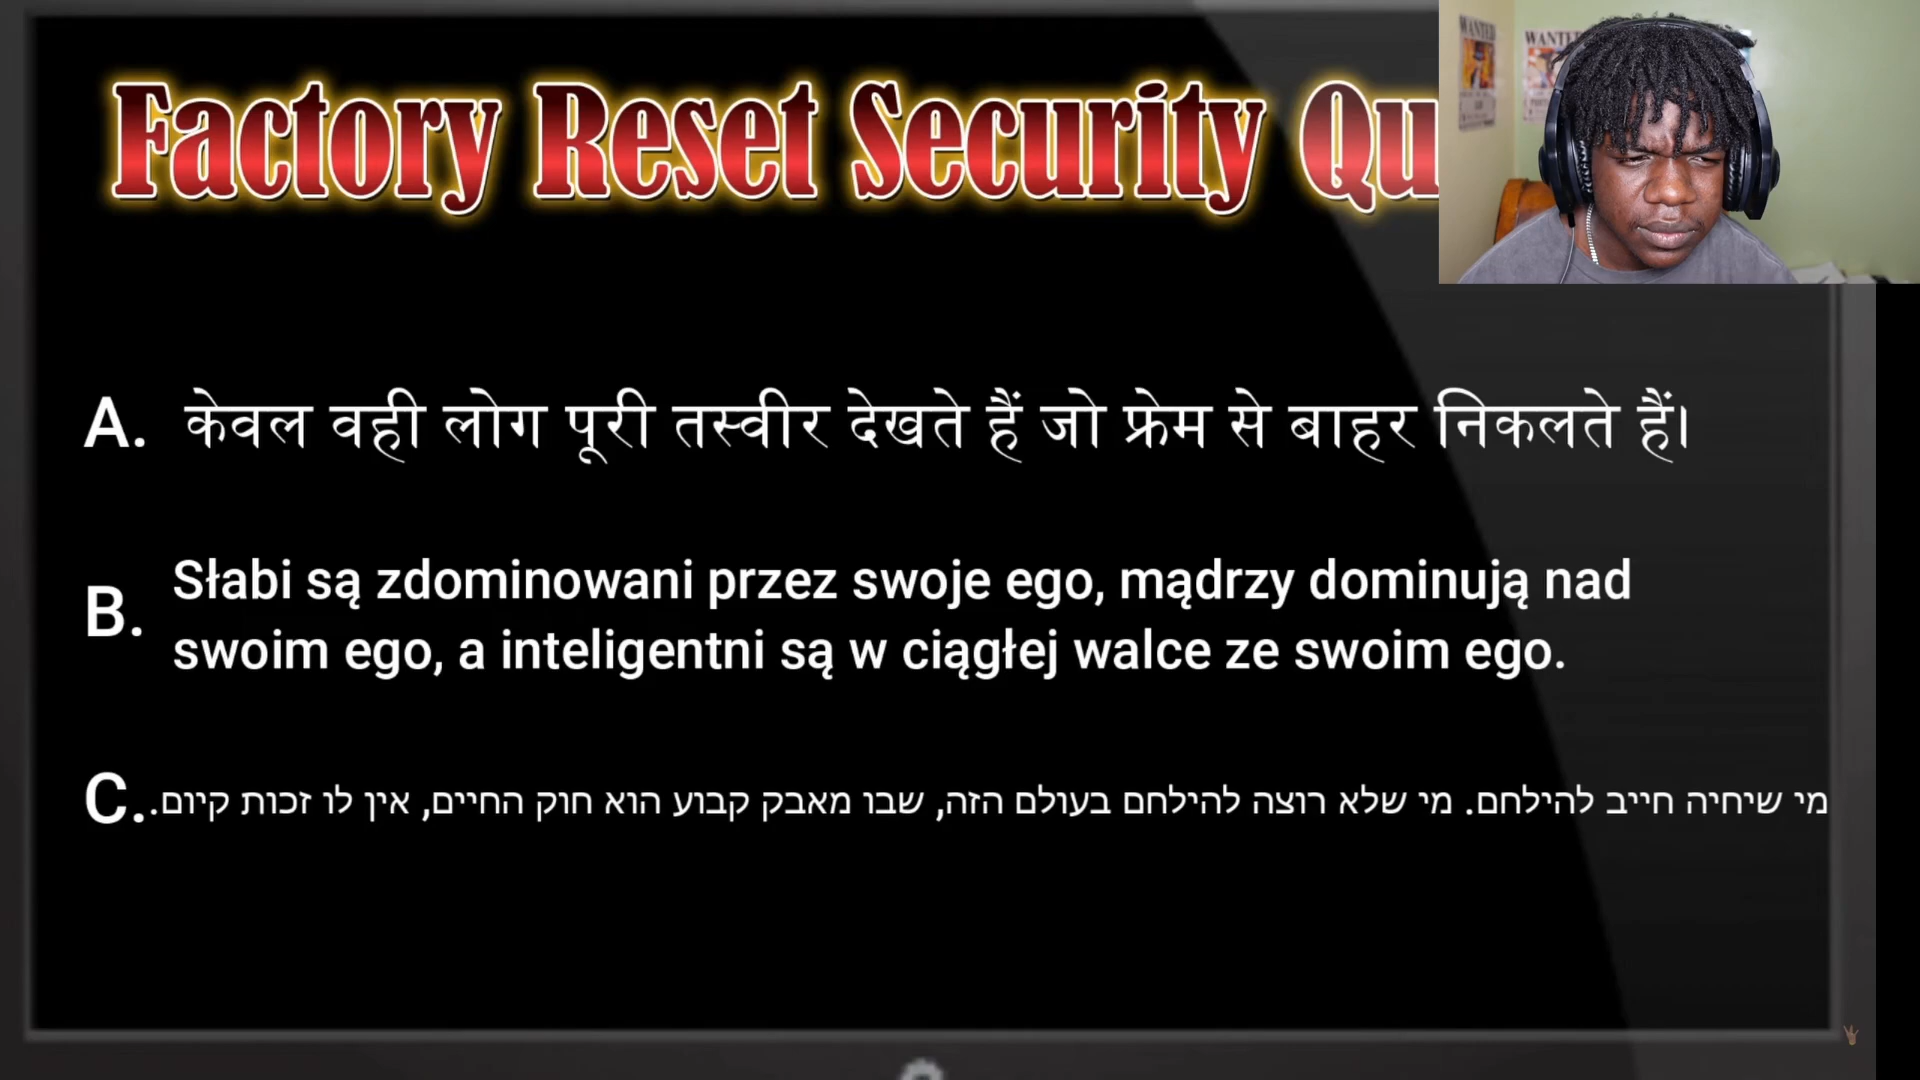 WANTED
WANTE
Factory Reset Security Qu
A. केवल वही लोग पूरी तस्वीर देखते हैं जो फ्रेम से बाहर निकलते हैं।
B. Słabi są zdominowani przez swoje ego, mądrzy dominują nad
swoim ego, a inteligentni są w ciągłej walce ze swoim ego.
C. מי שיחיה חייב להילחם. מי שלא רוצה להילחם בעולם הזה, שבו מאבק קבוע הוא חוק החיים, אין לו זכות קיום.